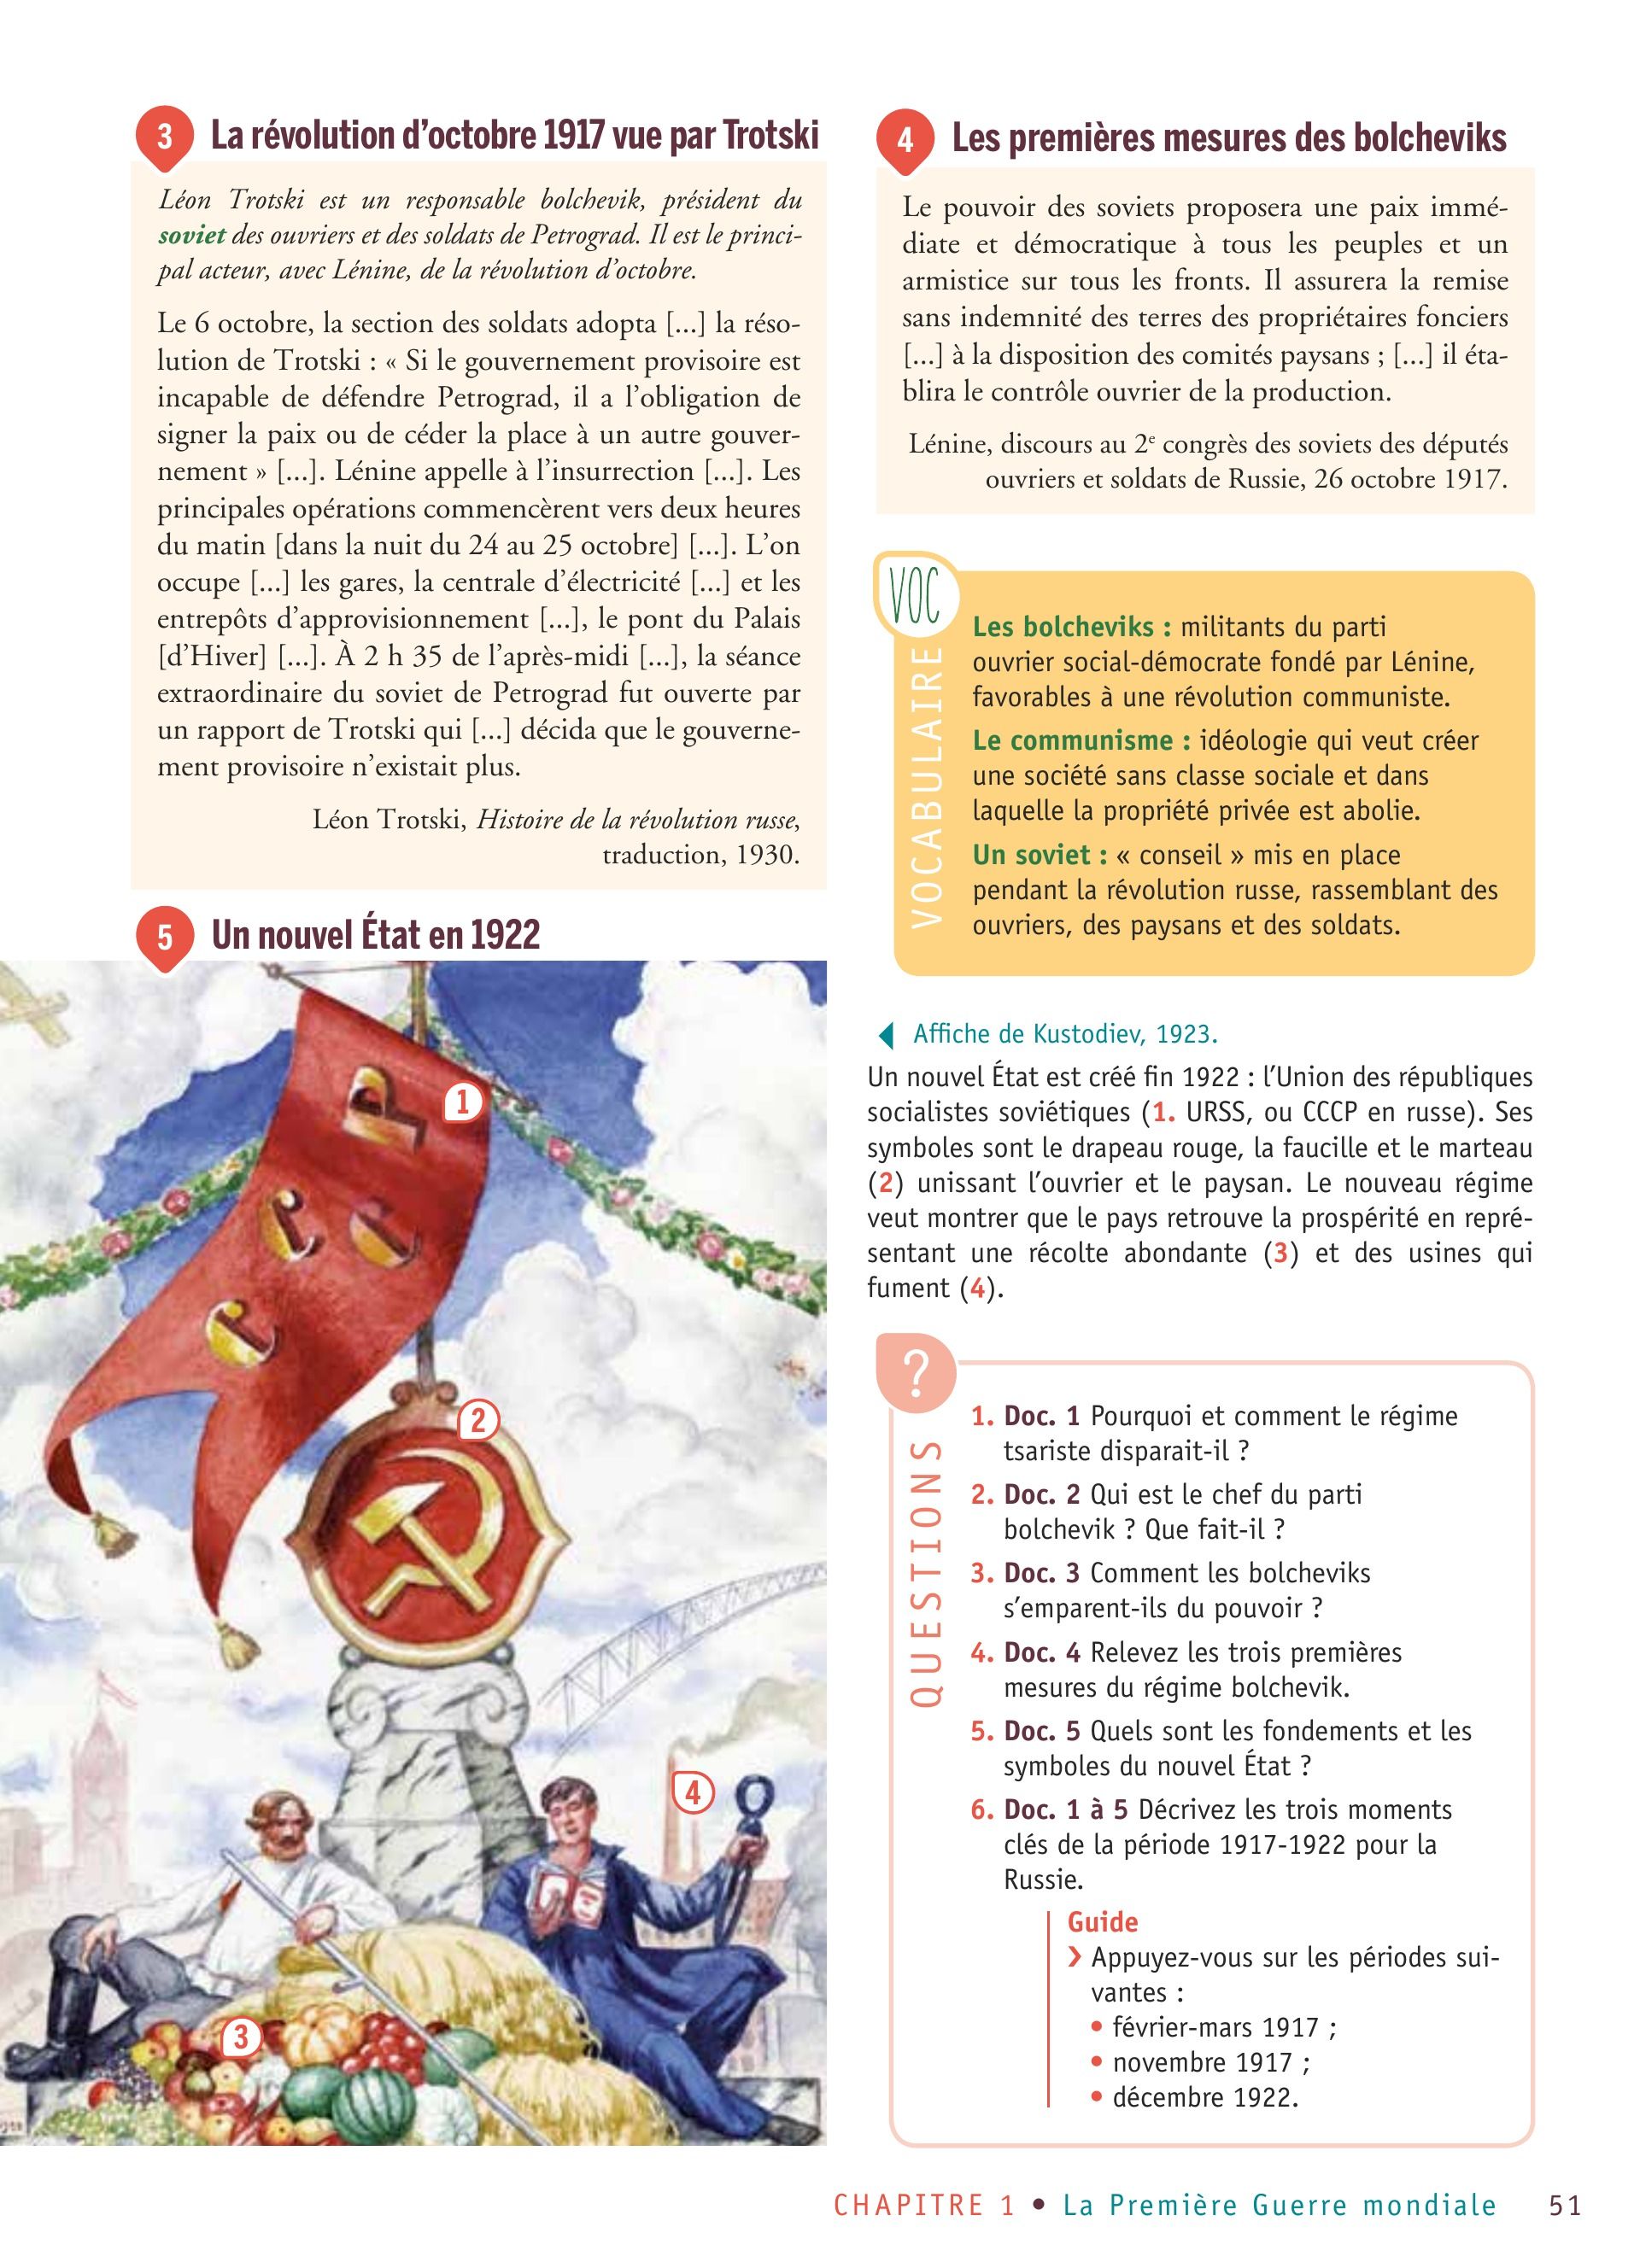 3 La révolution d'octobre 1917 vue par Trotski
Léon Trotski est un responsable bolchevik, président du
soviet des ouvriers et des soldats de Petrograd. Il est le princi-
pal acteur, avec Lénine, de la révolution d'octobre.
Le 6 octobre, la section des soldats adopta [...] la réso-
lution de Trotski : « Si le gouvernement provisoire est
incapable de défendre Petrograd, il a l'obligation de
signer la paix ou de céder la place à un autre gouver-
nement » [...]. Lénine appelle à l'insurrection [...]. Les
principales opérations commencèrent vers deux heures
du matin [dans la nuit du 24 au 25 octobre] [...]. L'on
occupe [...] les gares, la centrale d'électricité [...] et les
entrepôts d'approvisionnement [...], le pont du Palais
[d'Hiver] [...]. À 2 h 35 de l'après-midi [...], la séance
extraordinaire du soviet de Petrograd fut ouverte par
un rapport de Trotski qui [...] décida que le gouverne-
ment provisoire n'existait plus.
Léon Trotski, Histoire de la révolution russe,
traduction, 1930.
4 Les premières mesures des bolcheviks
Le pouvoir des soviets proposera une paix immé-
diate et démocratique à tous les peuples et un
armistice sur tous les fronts. Il assurera la remise
sans indemnité des terres des propriétaires fonciers
[...] à la disposition des comités paysans ; [...] il éta-
blira le contrôle ouvrier de la production.
Lénine, discours au 2e congrès des soviets des députés
ouvriers et soldats de Russie, 26 octobre 1917.
VOC
VOCABULAIRE
Les bolcheviks : militants du parti
ouvrier social-démocrate fondé par Lénine,
favorables à une révolution communiste.
Le communisme : idéologie qui veut créer
une société sans classe sociale et dans
laquelle la propriété privée est abolie.
Un soviet : « conseil » mis en place
pendant la révolution russe, rassemblant des
ouvriers, des paysans et des soldats.
5 Un nouvel État en 1922
С С С Р
1
2
3
4
Affiche de Kustodiev, 1923.
Un nouvel État est créé fin 1922 : l'Union des républiques
socialistes soviétiques (1. URSS, ou CCCP en russe). Ses
symboles sont le drapeau rouge, la faucille et le marteau
(2) unissant l'ouvrier et le paysan. Le nouveau régime
veut montrer que le pays retrouve la prospérité en repré-
sentant une récolte abondante (3) et des usines qui
fument (4).
?
QUESTIONS
1. Doc. 1 Pourquoi et comment le régime
tsariste disparait-il ?
2. Doc. 2 Qui est le chef du parti
bolchevik ? Que fait-il ?
3. Doc. 3 Comment les bolcheviks
s'emparent-ils du pouvoir ?
4. Doc. 4 Relevez les trois premières
mesures du régime bolchevik.
5. Doc. 5 Quels sont les fondements et les
symboles du nouvel État ?
6. Doc. 1 à 5 Décrivez les trois moments
clés de la période 1917-1922 pour la
Russie.
Guide
❯ Appuyez-vous sur les périodes sui-
vantes :
• février-mars 1917 ;
• novembre 1917 ;
• décembre 1922.
CHAPITRE 1 • La Première Guerre mondiale 51